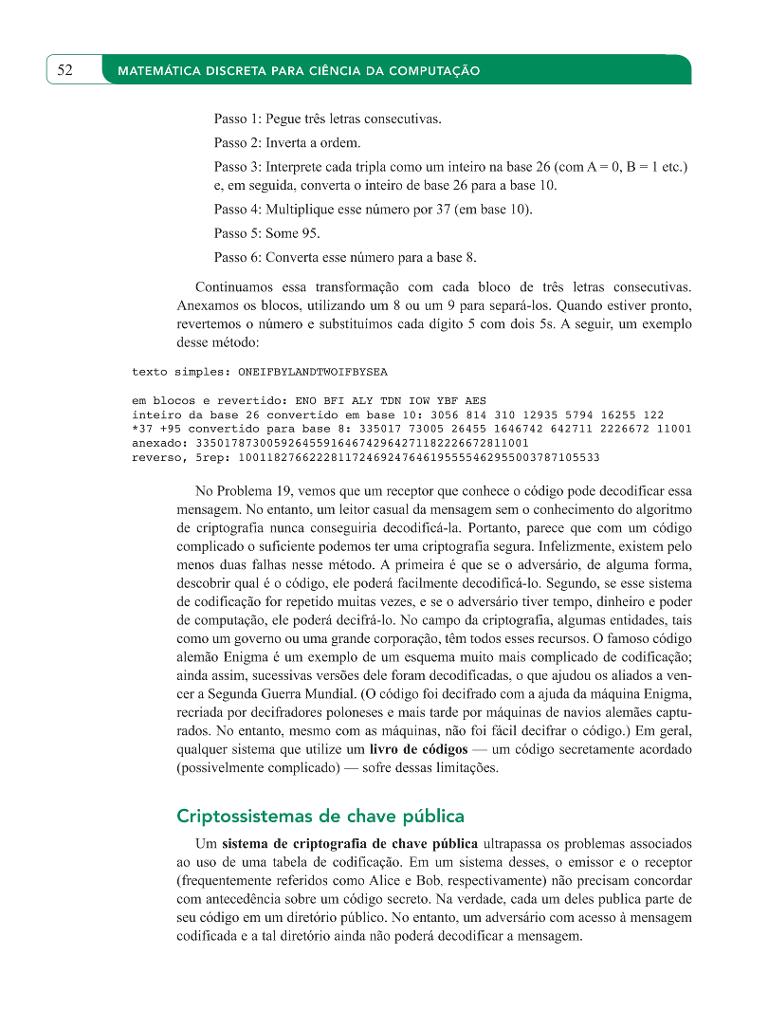 52
MATEMÁTICA DISCRETA PARA CIÊNCIA DA COMPUTAÇÃO
Passo 1: Pegue três letras consecutivas.
Passo 2: Inverta a ordem.
Passo 3: Interprete cada tripla como um inteiro na base 26 (com A = 0, B = 1 etc.)
e, em seguida, converta o inteiro de base 26 para a base 10.
Passo 4: Multiplique esse número por 37 (em base 10).
Passo 5: Some 95.
Passo 6: Converta esse número para a base 8.
Continuamos essa transformação com cada bloco de três letras consecutivas.
Anexamos os blocos, utilizando um 8 ou um 9 para separá-los. Quando estiver pronto,
revertemos o número e substituímos cada dígito 5 com dois 5s. A seguir, um exemplo
desse método:
texto simples: ONEIFBYLANDTWOIFBYSEA
em blocos e revertido: ENO BFI ALY TDN IOW YBF AES
inteiro da base 26 convertido em base 10: 3056 814 310 12935 5794 16255 122
*37 +95 convertido para base 8: 335017 73005 26455 1646742 642711 2226672 11001
anexado: 33501787300592645591646742964271182226672811001
reverso, 5rep: 100118276622281172469247646195555462955003787105533
No Problema 19, vemos que um receptor que conhece o código pode decodificar essa
mensagem. No entanto, um leitor casual da mensagem sem o conhecimento do algoritmo
de criptografia nunca conseguiria decodificá-la. Portanto, parece que com um código
complicado o suficiente podemos ter uma criptografia segura. Infelizmente, existem pelo
menos duas falhas nesse método. A primeira é que se o adversário, de alguma forma,
descobrir qual é o código, ele poderá facilmente decodificá-lo. Segundo, se esse sistema
de codificação for repetido muitas vezes, e se o adversário tiver tempo, dinheiro e poder
de computação, ele poderá decifrá-lo. No campo da criptografia, algumas entidades, tais
como um governo ou uma grande corporação, têm todos esses recursos. O famoso código
alemão Enigma é um exemplo de um esquema muito mais complicado de codificação;
ainda assim, sucessivas versões dele foram decodificadas, o que ajudou os aliados a ven-
cer a Segunda Guerra Mundial. (O código foi decifrado com a ajuda da máquina Enigma,
recriada por decifradores poloneses e mais tarde por máquinas de navios alemães captu-
rados. No entanto, mesmo com as máquinas, não foi fácil decifrar o código.) Em geral,
qualquer sistema que utilize um livro de códigos — um código secretamente acordado
(possivelmente complicado) — sofre dessas limitações.
Criptossistemas de chave pública
Um sistema de criptografia de chave pública ultrapassa os problemas associados
ao uso de uma tabela de codificação. Em um sistema desses, o emissor e o receptor
(frequentemente referidos como Alice e Bob, respectivamente) não precisam concordar
com antecedência sobre um código secreto. Na verdade, cada um deles publica parte de
seu código em um diretório público. No entanto, um adversário com acesso à mensagem
codificada e a tal diretório ainda não poderá decodificar a mensagem.